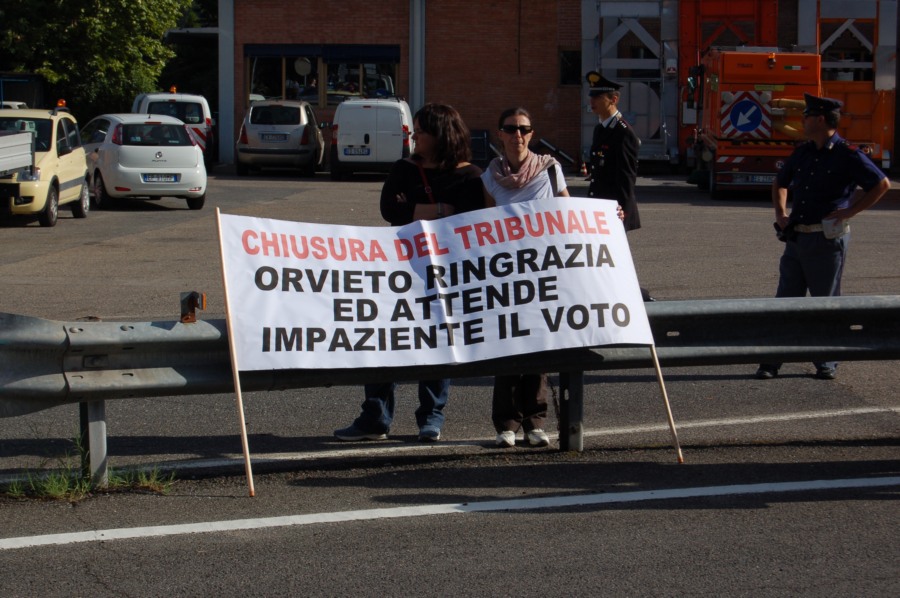 CHIUSURA DEL TRIBUNALE
ORVIETO RINGRAZIA
ED ATTENDE
IMPAZIENTE IL VOTO